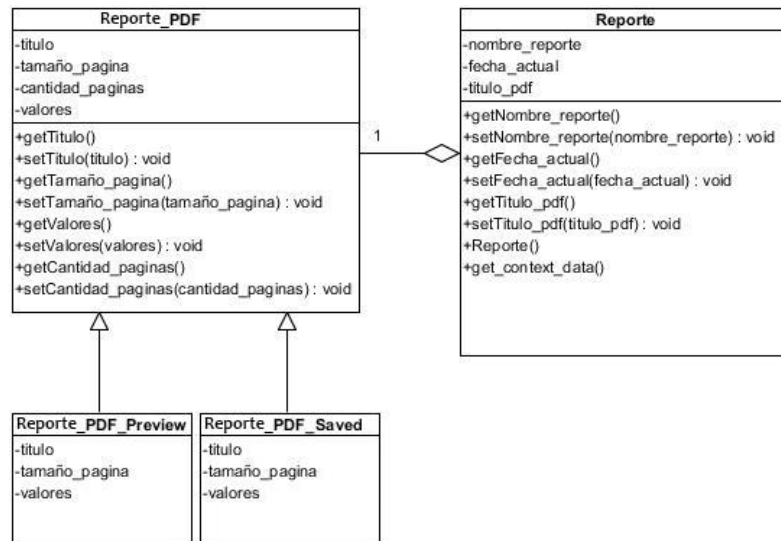 Reporte_PDF
-titulo
-tamaño_pagina
-cantidad_paginas
-valores
+getTitulo()
+setTitulo(titulo) : void
+getTamaño_pagina()
+setTamaño_pagina(tamaño_pagina) : void
+getValores()
+setValores(valores) : void
+getCantidad_paginas()
+setCantidad_paginas(cantidad_paginas) : void
1
Reporte
-nombre_reporte
-fecha_actual
-titulo_pdf
+getNombre_reporte()
+setNombre_reporte(nombre_reporte) : void
+getFecha_actual()
+setFecha_actual(fecha_actual) : void
+getTitulo_pdf()
+setTitulo_pdf(titulo_pdf) : void
+Reporte()
+get_context_data()
Reporte_PDF_Preview
-titulo
-tamaño_pagina
-valores
Reporte_PDF_Saved
-titulo
-tamaño_pagina
-valores